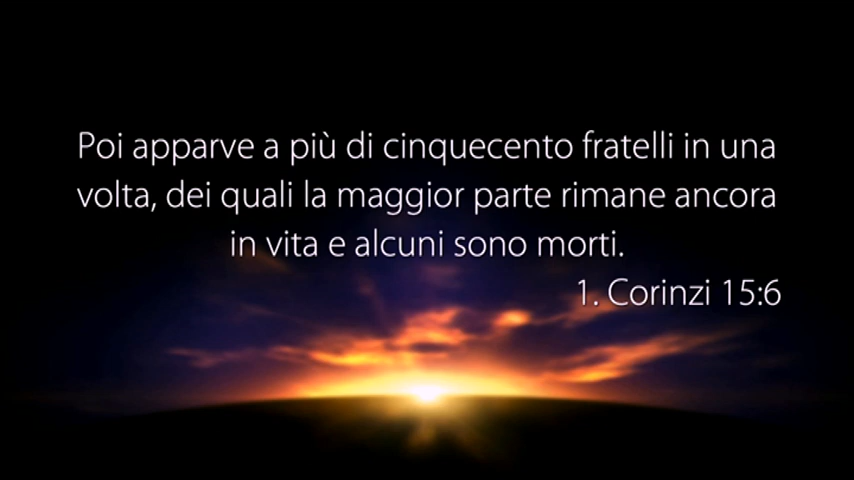 Poi apparve a più di cinquecento fratelli in una
volta, dei quali la maggior parte rimane ancora
in vita e alcuni sono morti.
1. Corinzi 15:6